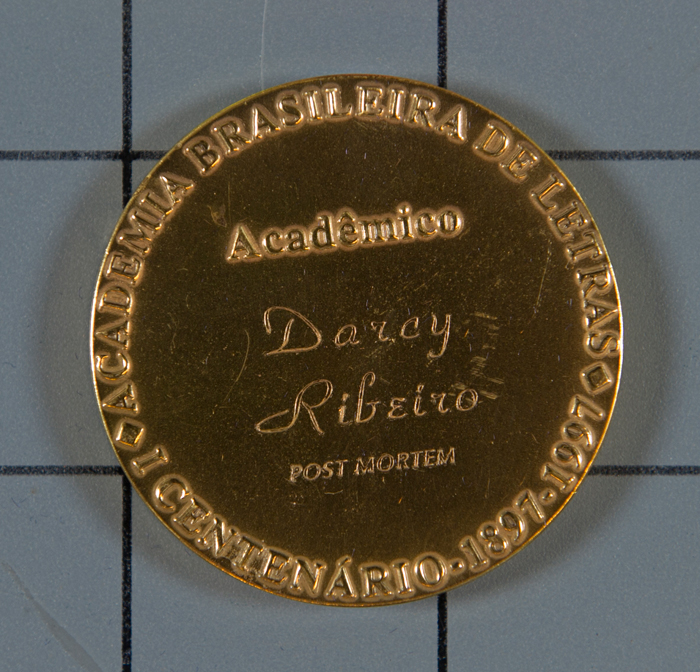 ACADEMIA BRASILEIRA DE LETRAS
Acadêmico
Darcy
Ribeiro
POST MORTEM
I CENTENÁRIO · 1897-1997